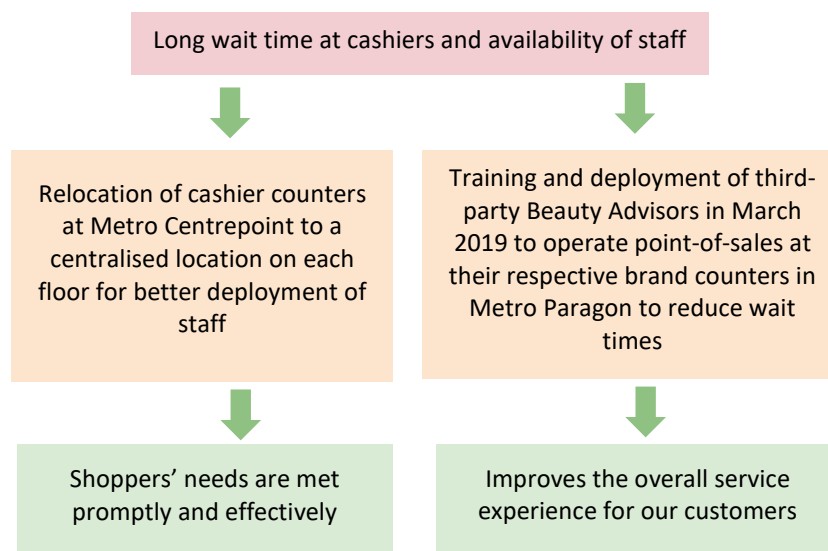 Long wait time at cashiers and availability of staff
Relocation of cashier counters
at Metro Centrepoint to a
centralised location on each
floor for better deployment of
staff
Training and deployment of third-
party Beauty Advisors in March
2019 to operate point-of-sales at
their respective brand counters in
Metro Paragon to reduce wait
times
Shoppers’ needs are met
promptly and effectively
Improves the overall service
experience for our customers